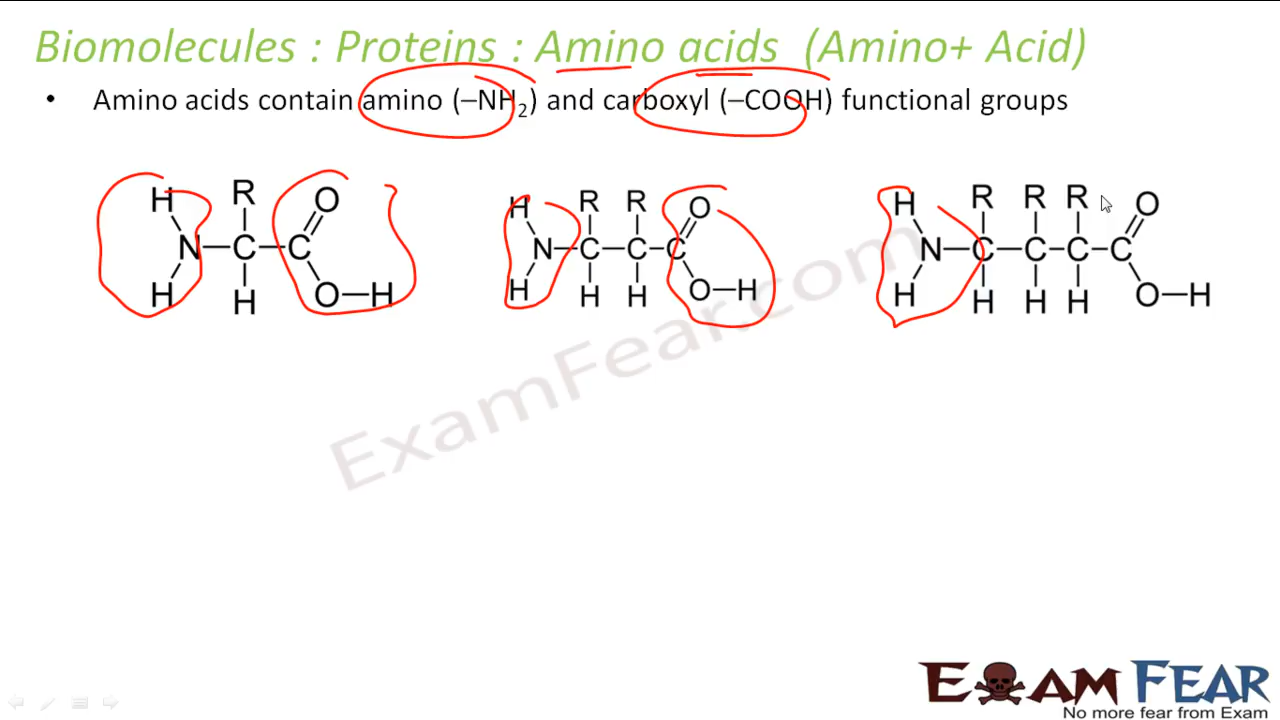 Biomolecules : Proteins : Amino acids (Amino+ Acid)
• Amino acids contain amino (–NH₂) and carboxyl (–COOH) functional groups
H R O
N C C
H H O–H
H R R O
N C C C
H H H O–H
H R R R O
N C C C C
H H H H O–H
ExamFear.com
EXAM FEAR
No more fear from Exam